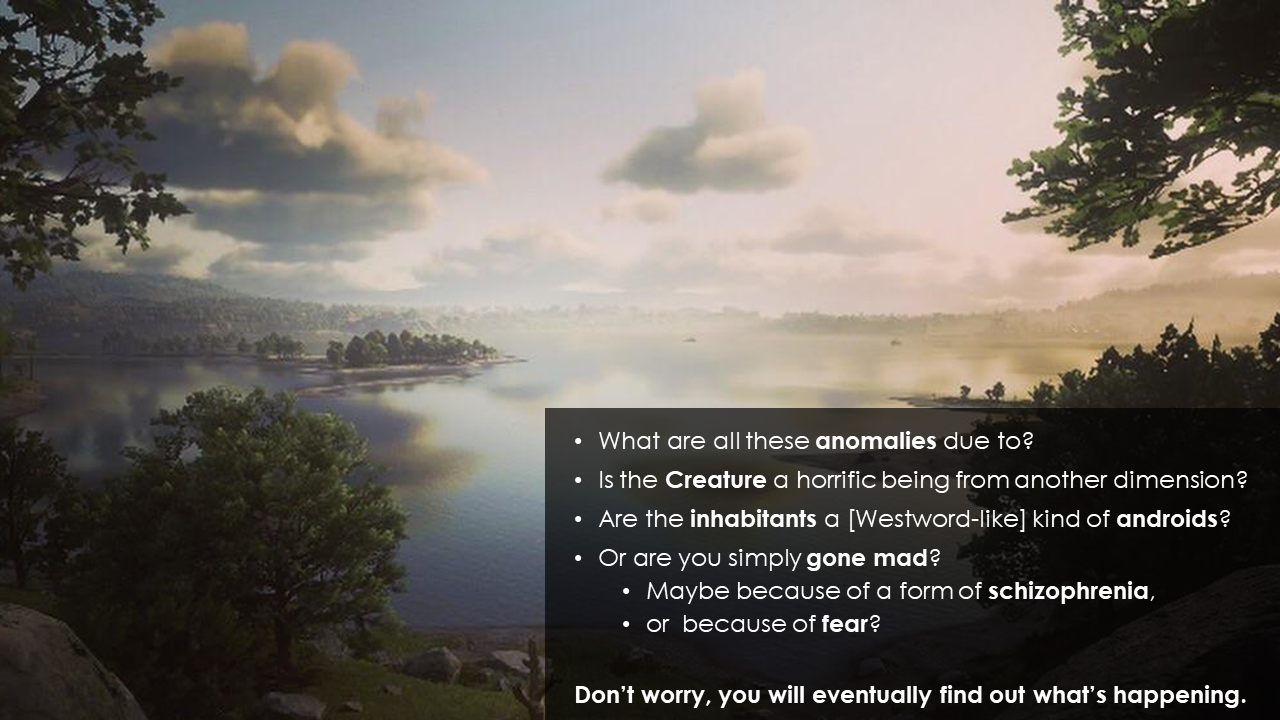 • What are all these anomalies due to?
• Is the Creature a horrific being from another dimension?
• Are the inhabitants a [Westword-like] kind of androids?
• Or are you simply gone mad?
• Maybe because of a form of schizophrenia,
• or because of fear?
Don’t worry, you will eventually find out what’s happening.